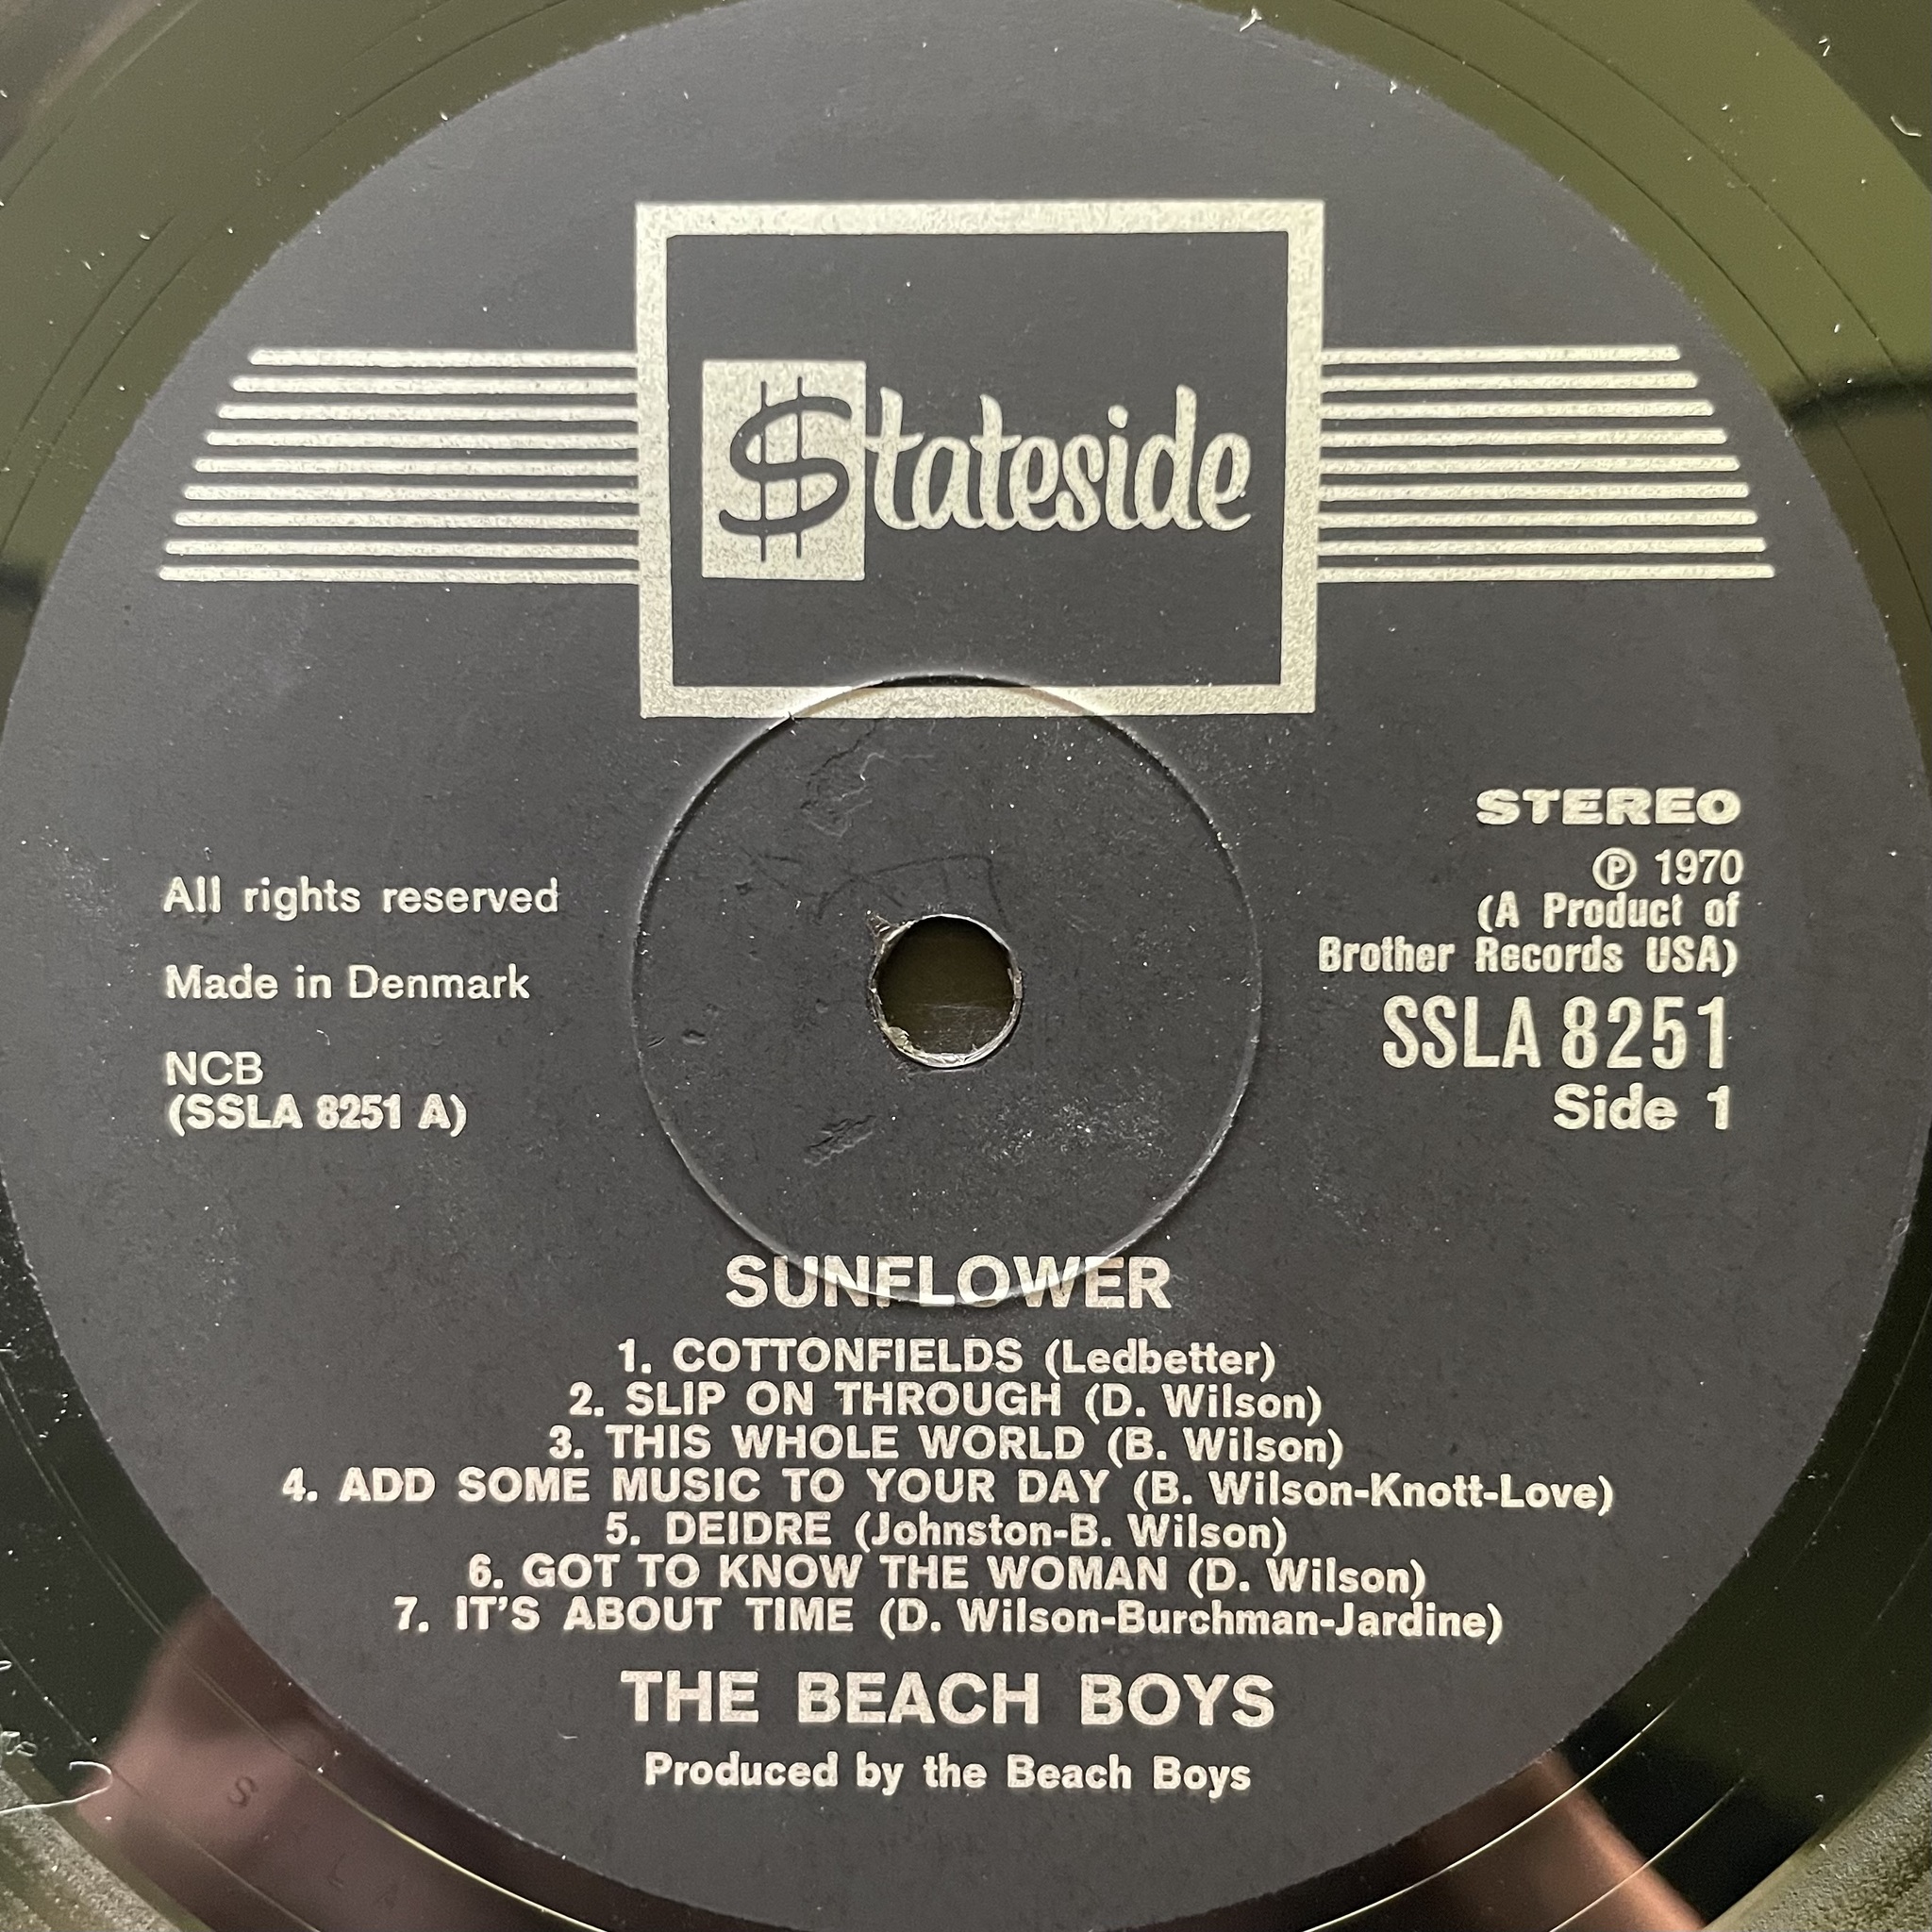 Stateside
STEREO
℗ 1970
(A Product of
Brother Records USA)
SSLA 8251
Side 1
All rights reserved
Made in Denmark
NCB
(SSLA 8251 A)
SUNFLOWER
1. COTTONFIELDS (Ledbetter)
2. SLIP ON THROUGH (D. Wilson)
3. THIS WHOLE WORLD (B. Wilson)
4. ADD SOME MUSIC TO YOUR DAY (B. Wilson-Knott-Love)
5. DEIDRE (Johnston-B. Wilson)
6. GOT TO KNOW THE WOMAN (D. Wilson)
7. IT'S ABOUT TIME (D. Wilson-Burchman-Jardine)
THE BEACH BOYS
Produced by the Beach Boys